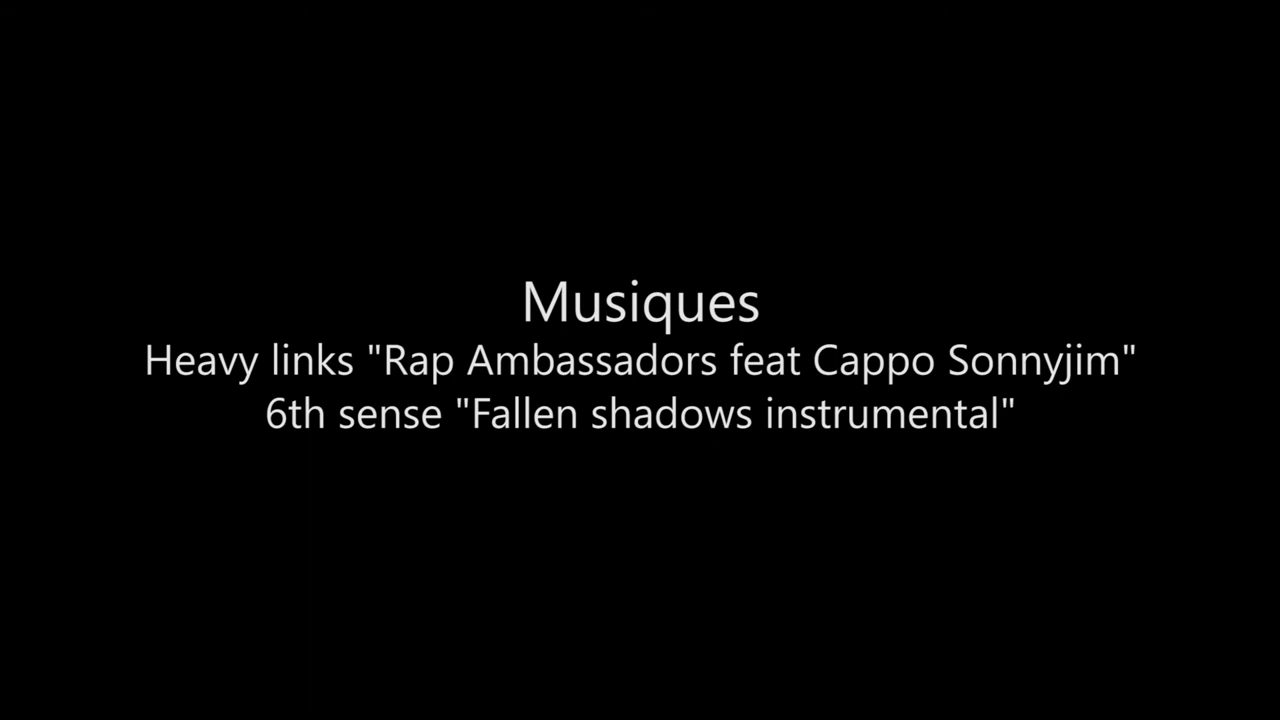 Musiques
Heavy links "Rap Ambassadors feat Cappo Sonnyjim"
6th sense "Fallen shadows instrumental"